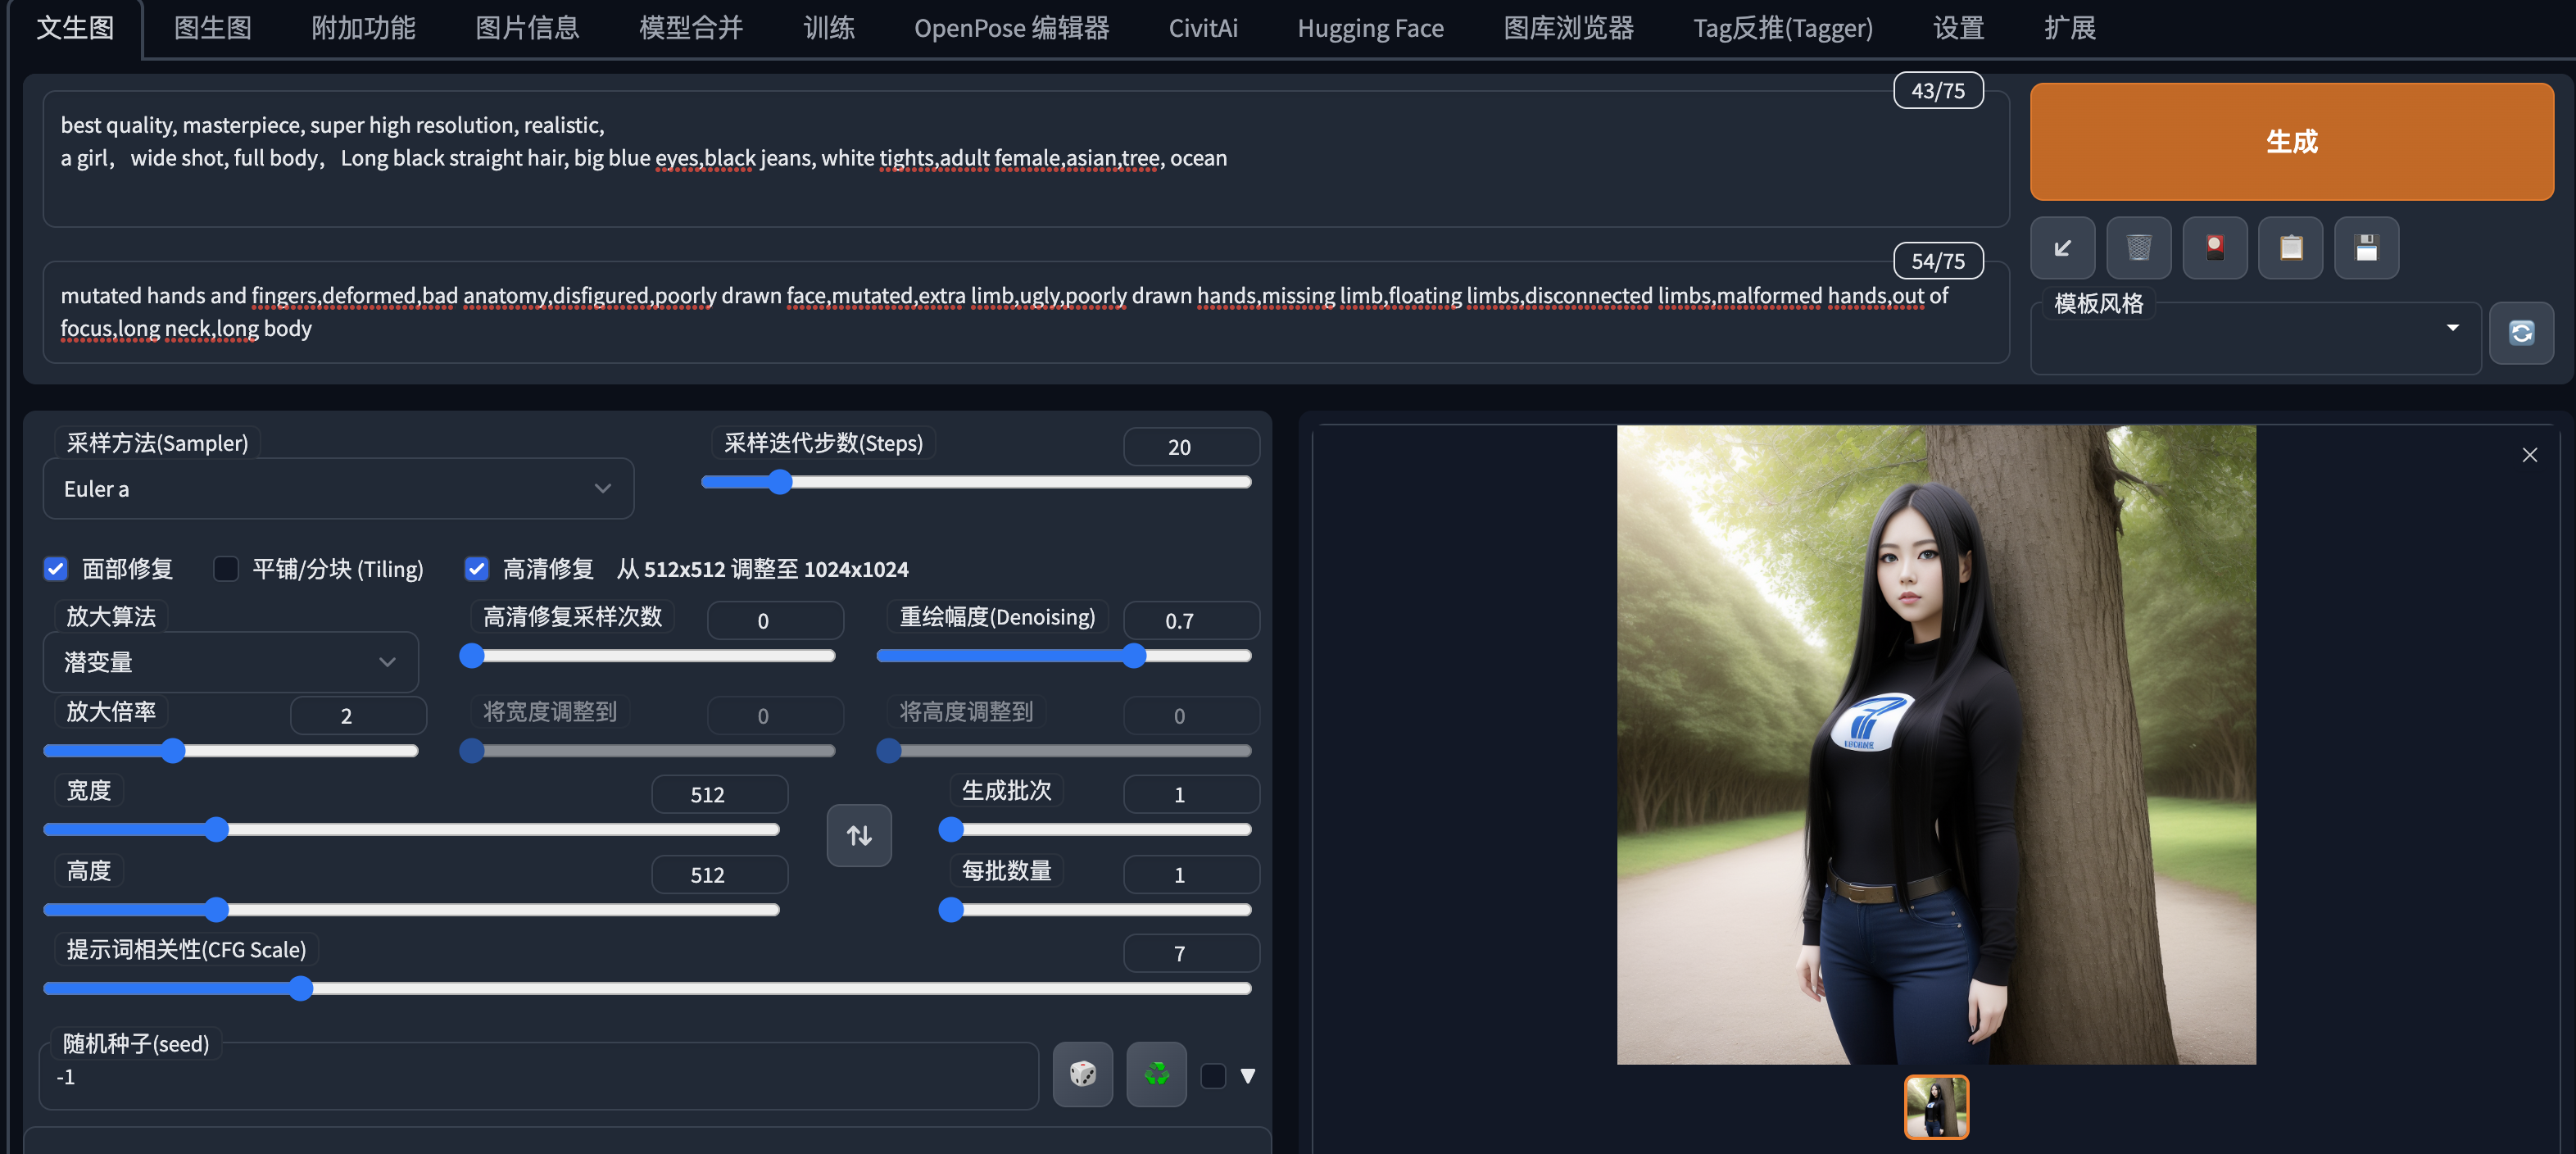 文生图 图生图 附加功能 图片信息 模型合并 训练 OpenPose 编辑器 CivitAi Hugging Face 图库浏览器 Tag反推(Tagger) 设置 扩展
43/75
best quality, masterpiece, super high resolution, realistic,
a girl， wide shot, full body， Long black straight hair, big blue eyes,black jeans, white tights,adult female,asian,tree, ocean
生成
54/75
mutated hands and fingers,deformed,bad anatomy,disfigured,poorly drawn face,mutated,extra limb,ugly,poorly drawn hands,missing limb,floating limbs,disconnected limbs,malformed hands,out of
focus,long neck,long body
模板风格
采样方法(Sampler)
Euler a
采样迭代步数(Steps) 20
面部修复 平铺/分块 (Tiling) 高清修复 从 512x512 调整至 1024x1024
放大算法
潜变量
高清修复采样次数 0
重绘幅度(Denoising) 0.7
放大倍率 2
将宽度调整到 0
将高度调整到 0
宽度 512
生成批次 1
高度 512
每批数量 1
提示词相关性(CFG Scale) 7
随机种子(seed)
-1